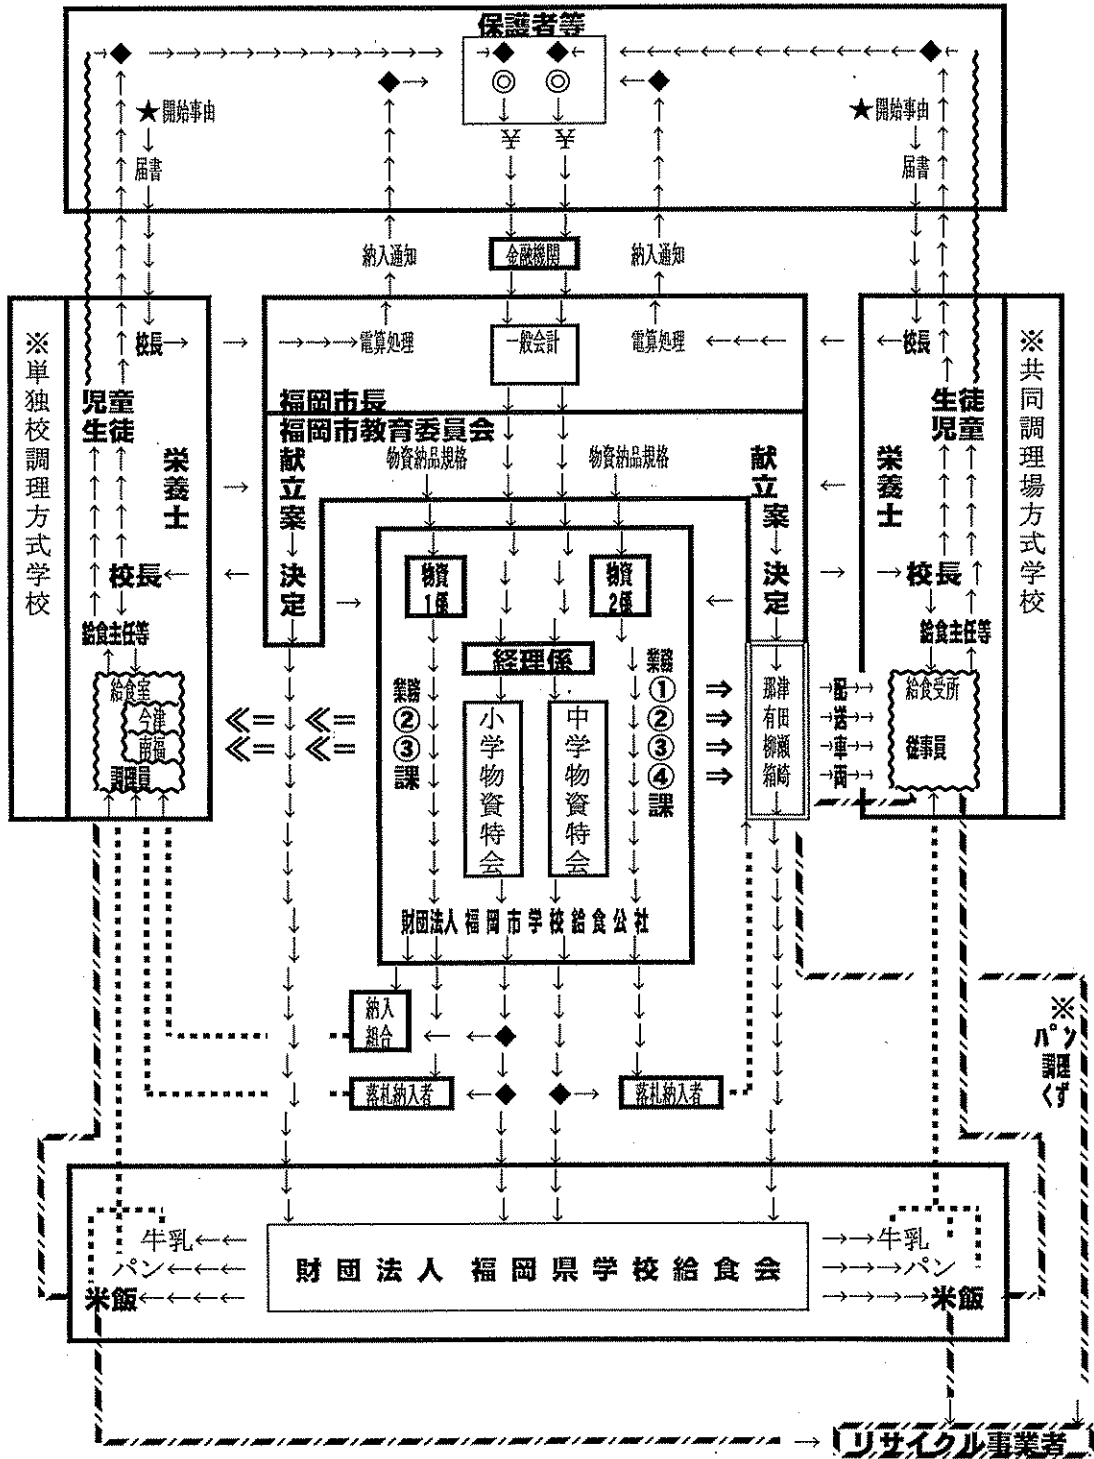 保護者等
◎ ◎
★開始事由
★開始事由
¥ ¥
届書
届書
納入通知
金融機関
納入通知
校長
電算処理
一般会計
電算処理
校長
※単独校調理方式学校
※共同調理場方式学校
児童
生徒
生徒
児童
福岡市長
福岡市教育委員会
物資納品規格
物資納品規格
栄養士
献立案
献立案
栄養士
校長
決定
物資
1係
物資
2係
決定
校長
給食主任等
給食主任等
経理係
給食室
今津
南福
調理員
業務
②
③
課
小学物資特会
中学物資特会
業務
①
②
③
④
課
那津
有田
柳瀬
箱崎
配
送
車
両
給食受所
従事員
財団法人福岡市学校給食公社
納入
組合
※
パン
調理
くず
落札納入者
落札納入者
牛乳
パン
米飯
財団法人 福岡県学校給食会
牛乳
パン
米飯
リサイクル事業者